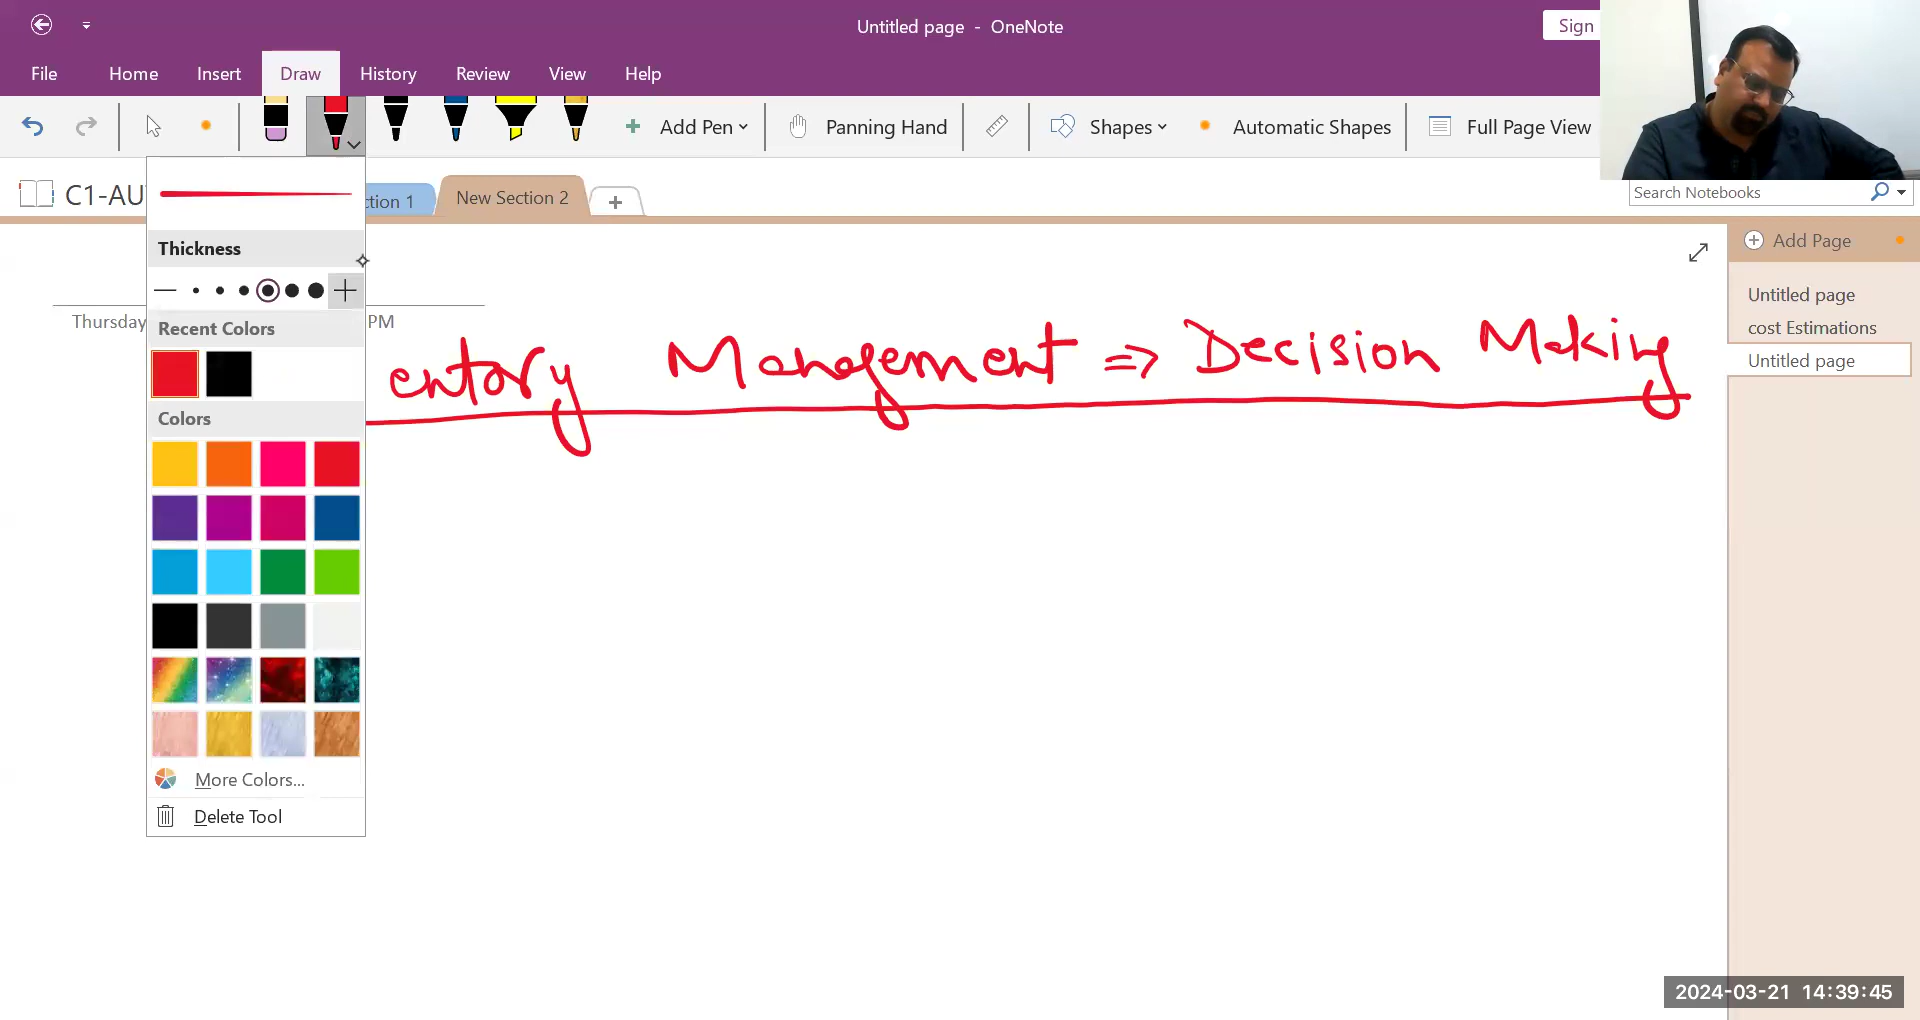 Untitled page - OneNote
Sign
File Home Insert Draw History Review View Help
Add Pen Panning Hand Shapes Automatic Shapes Full Page View
C1-AU ction 1 New Section 2 +
Search Notebooks
Thickness
Add Page
Untitled page
cost Estimations
Untitled page
Thursday PM
Recent Colors
entory Management ⇒ Decision Making
Colors
More Colors...
Delete Tool
2024-03-21 14:39:45